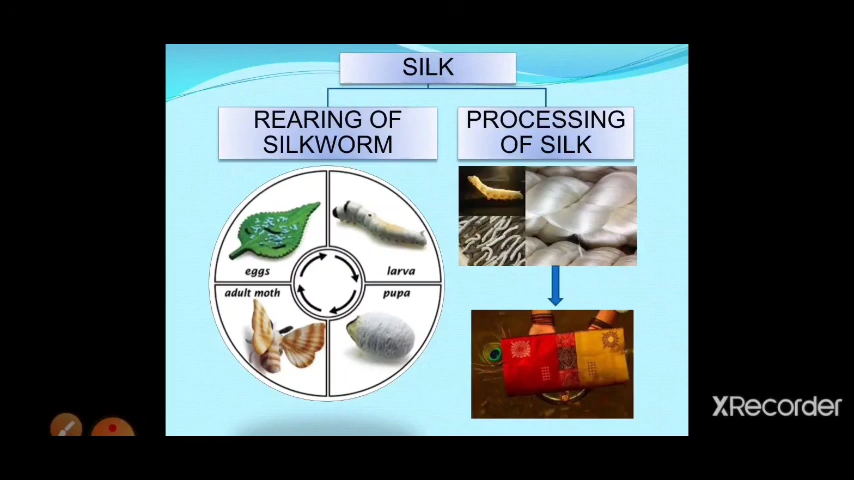 SILK
REARING OF
SILKWORM
PROCESSING
OF SILK
eggs
larva
adult moth
pupa
XRecorder